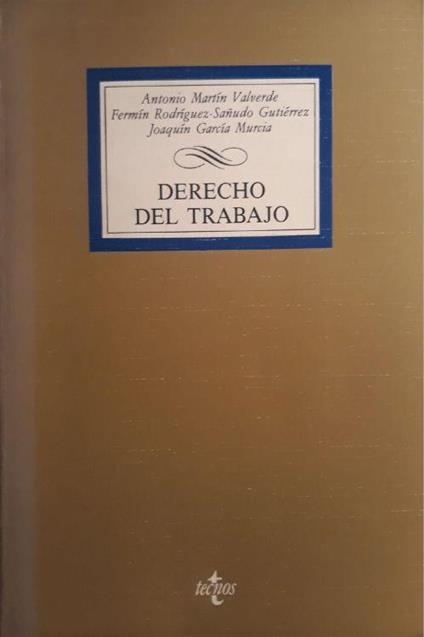 Antonio Martín Valverde
Fermín Rodríguez-Sañudo Gutiérrez
Joaquín García Murcia
DERECHO
DEL TRABAJO
tecnos